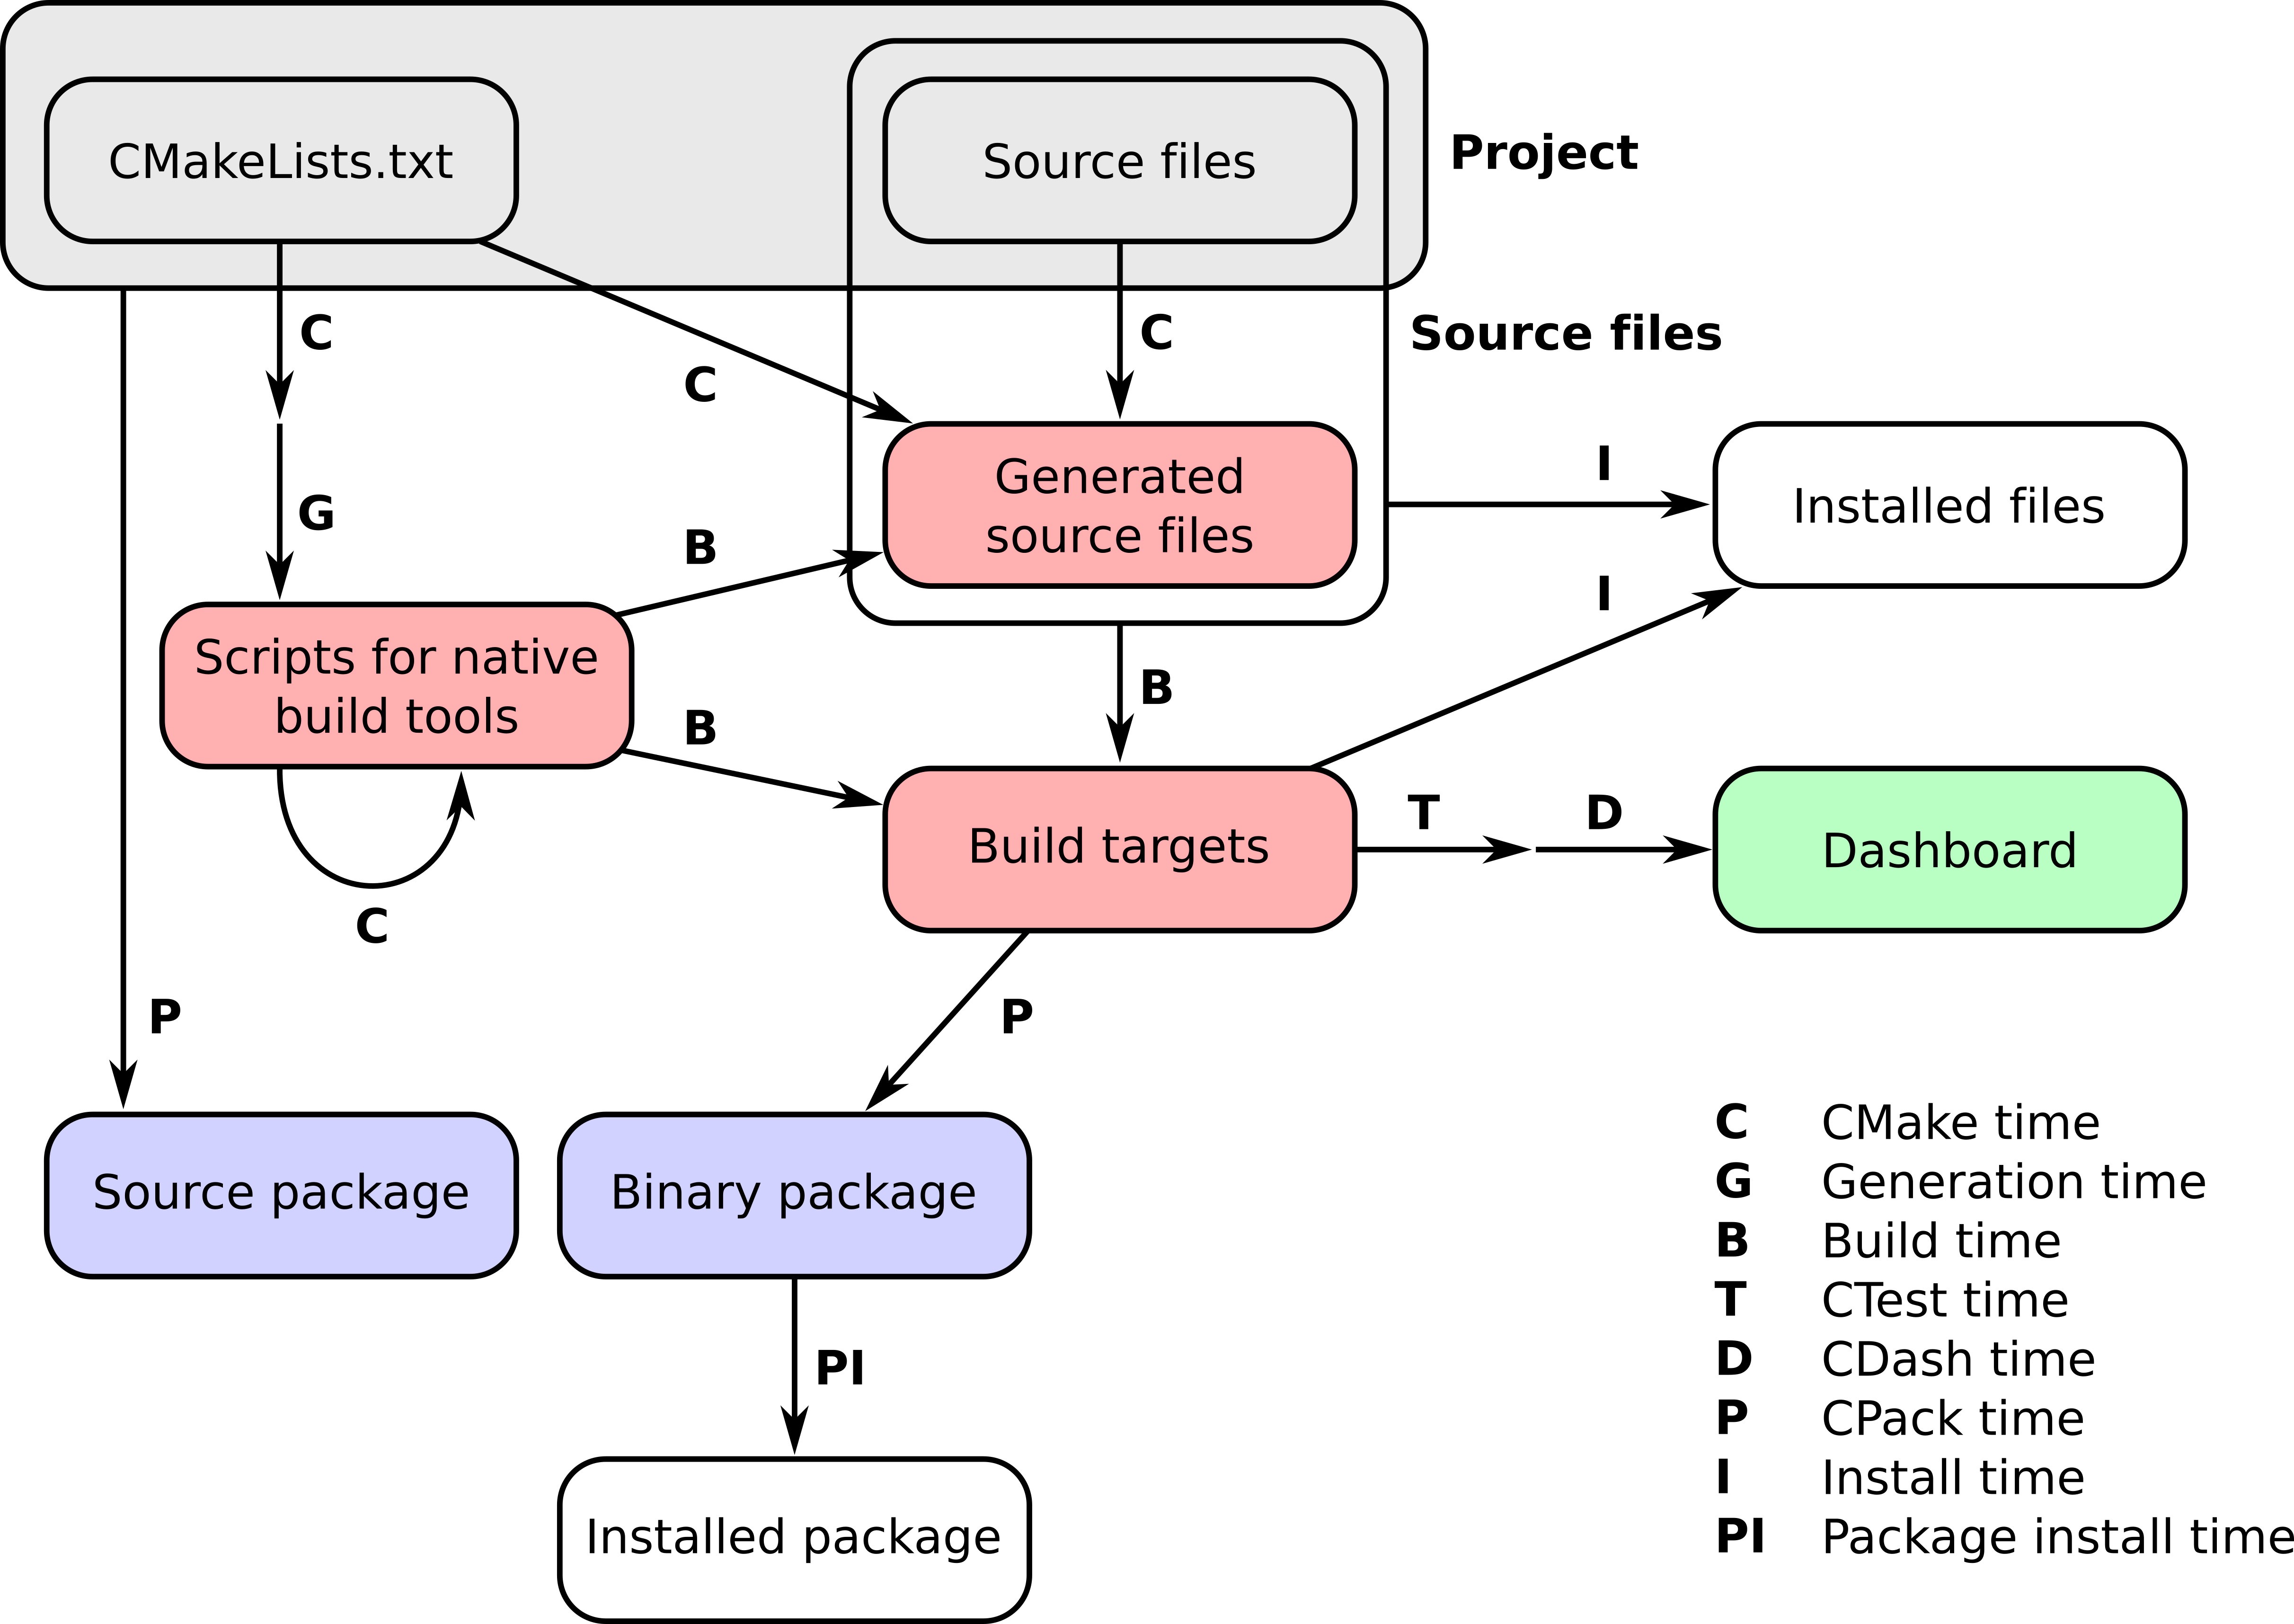 CMakeLists.txt
Source files
Project
C
C
Source files
C
G
B
Generated
source files
I
Installed files
I
Scripts for native
build tools
B
B
Build targets
T
D
Dashboard
C
P
P
Source package
Binary package
PI
Installed package
C CMake time
G Generation time
B Build time
T CTest time
D CDash time
P CPack time
I Install time
PI Package install time